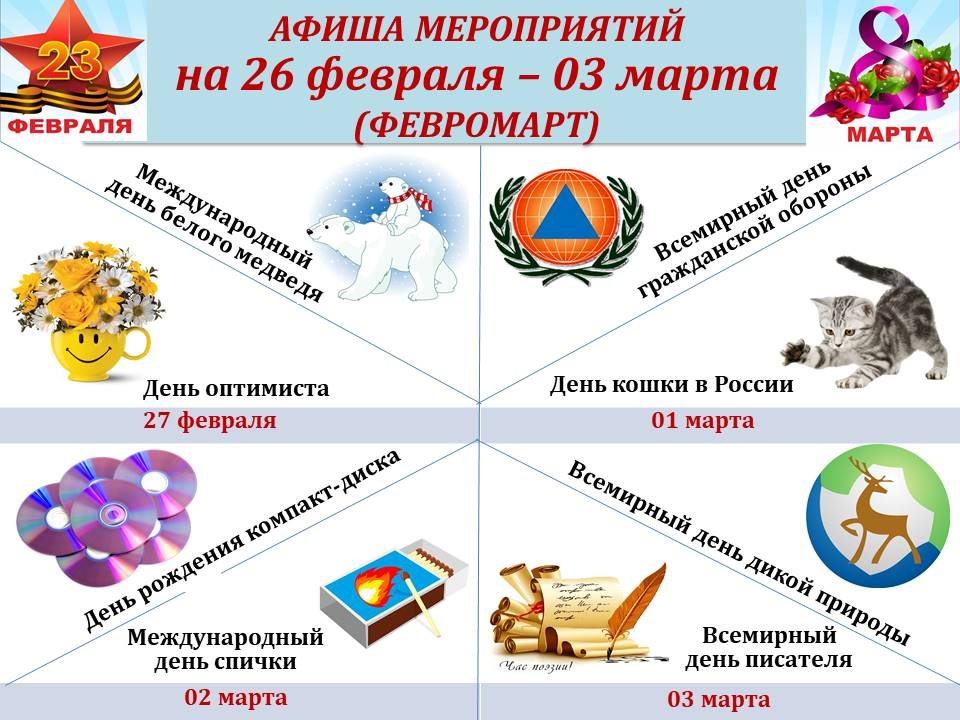 23
ФЕВРАЛЯ
АФИША МЕРОПРИЯТИЙ
на 26 февраля – 03 марта
(ФЕВРОМАРТ)
8
МАРТА
Международный
день белого медведя
День оптимиста
27 февраля
Всемирный день
гражданской обороны
День кошки в России
01 марта
День рождения компакт-диска
Международный
день спички
02 марта
Всемирный день дикой природы
Час поэзии!
Всемирный
день писателя
03 марта